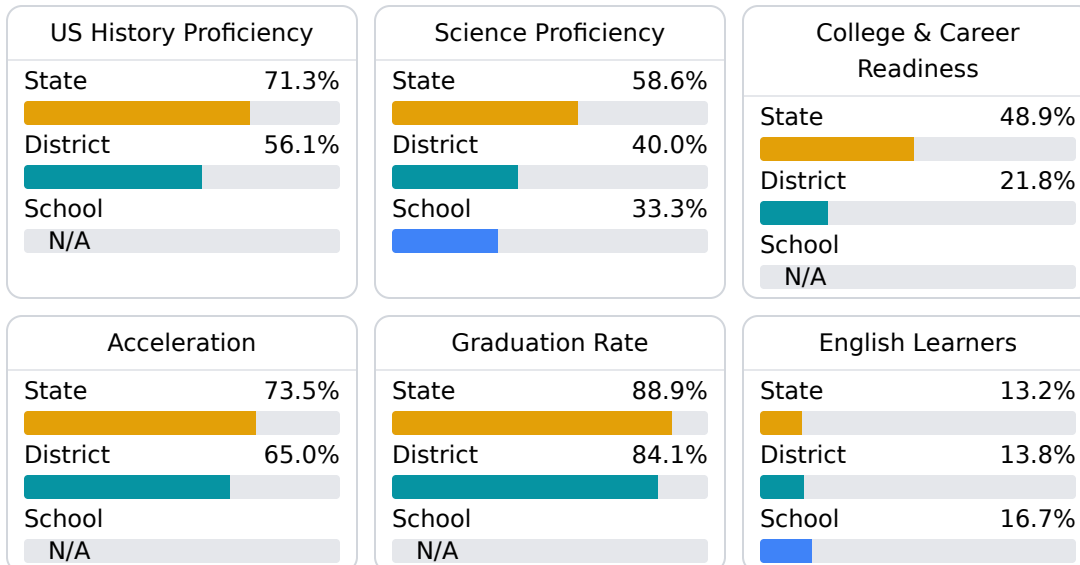 US History Proficiency
State 71.3%
District 56.1%
School
N/A
Science Proficiency
State 58.6%
District 40.0%
School 33.3%
College & Career
Readiness
State 48.9%
District 21.8%
School
N/A
Acceleration
State 73.5%
District 65.0%
School
N/A
Graduation Rate
State 88.9%
District 84.1%
School
N/A
English Learners
State 13.2%
District 13.8%
School 16.7%